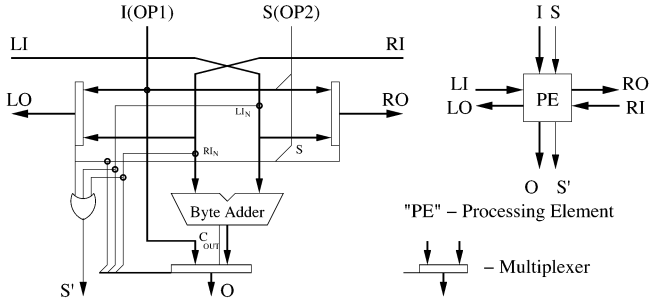 I(OP1) S(OP2) I S
LI RI
LI RO
LO RO PE
LI_N LO RI
RI_N S
O S'
Byte Adder "PE" – Processing Element
C_OUT
– Multiplexer
S' O